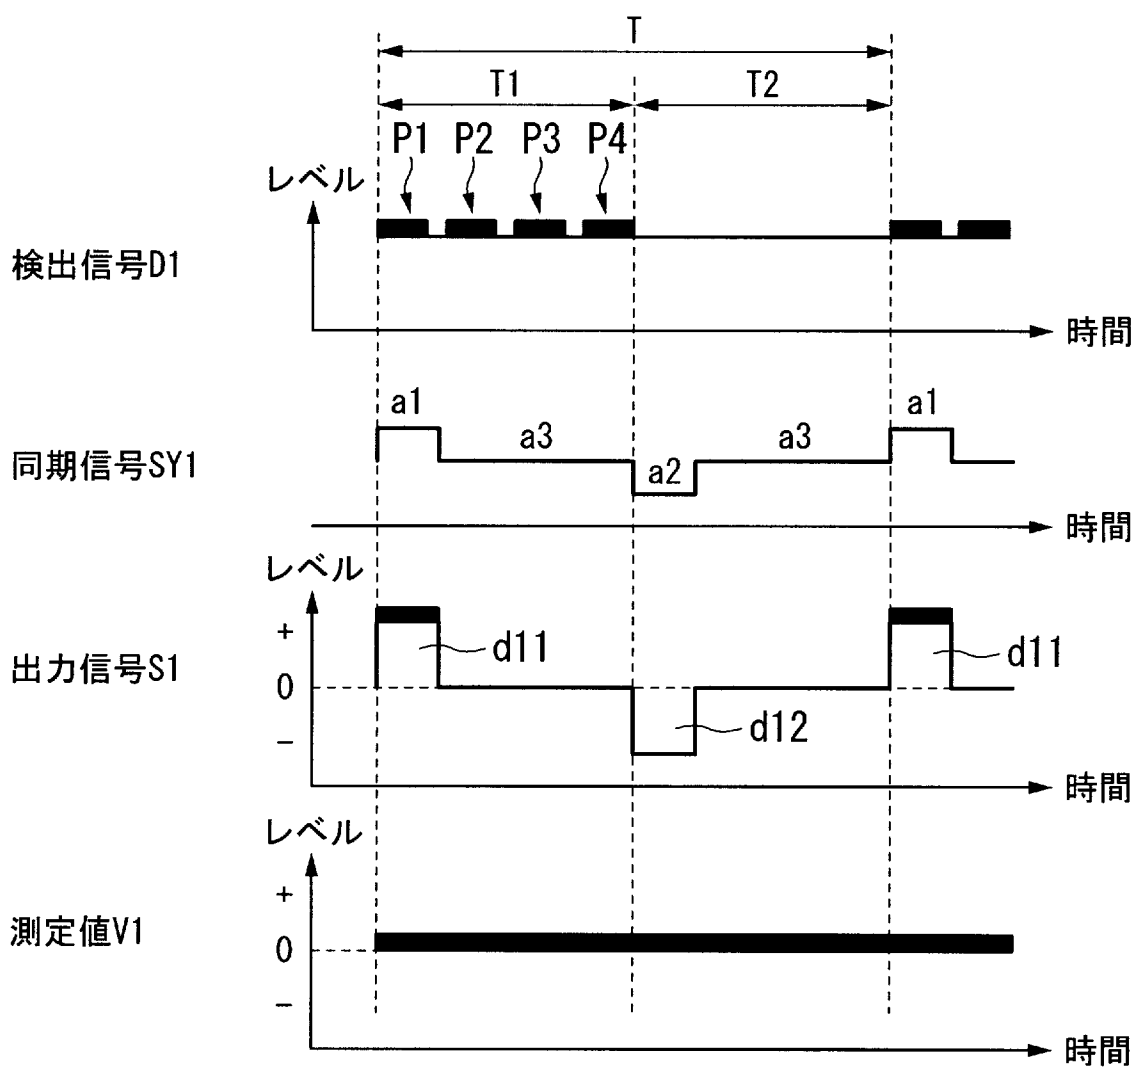 T
T1
T2
P1 P2 P3 P4
レベル
検出信号D1
時間
a1
a3
a2
a3
a1
同期信号SY1
時間
レベル
+
出力信号S1
0
−
d11
d12
d11
時間
レベル
+
測定値V1
0
−
時間